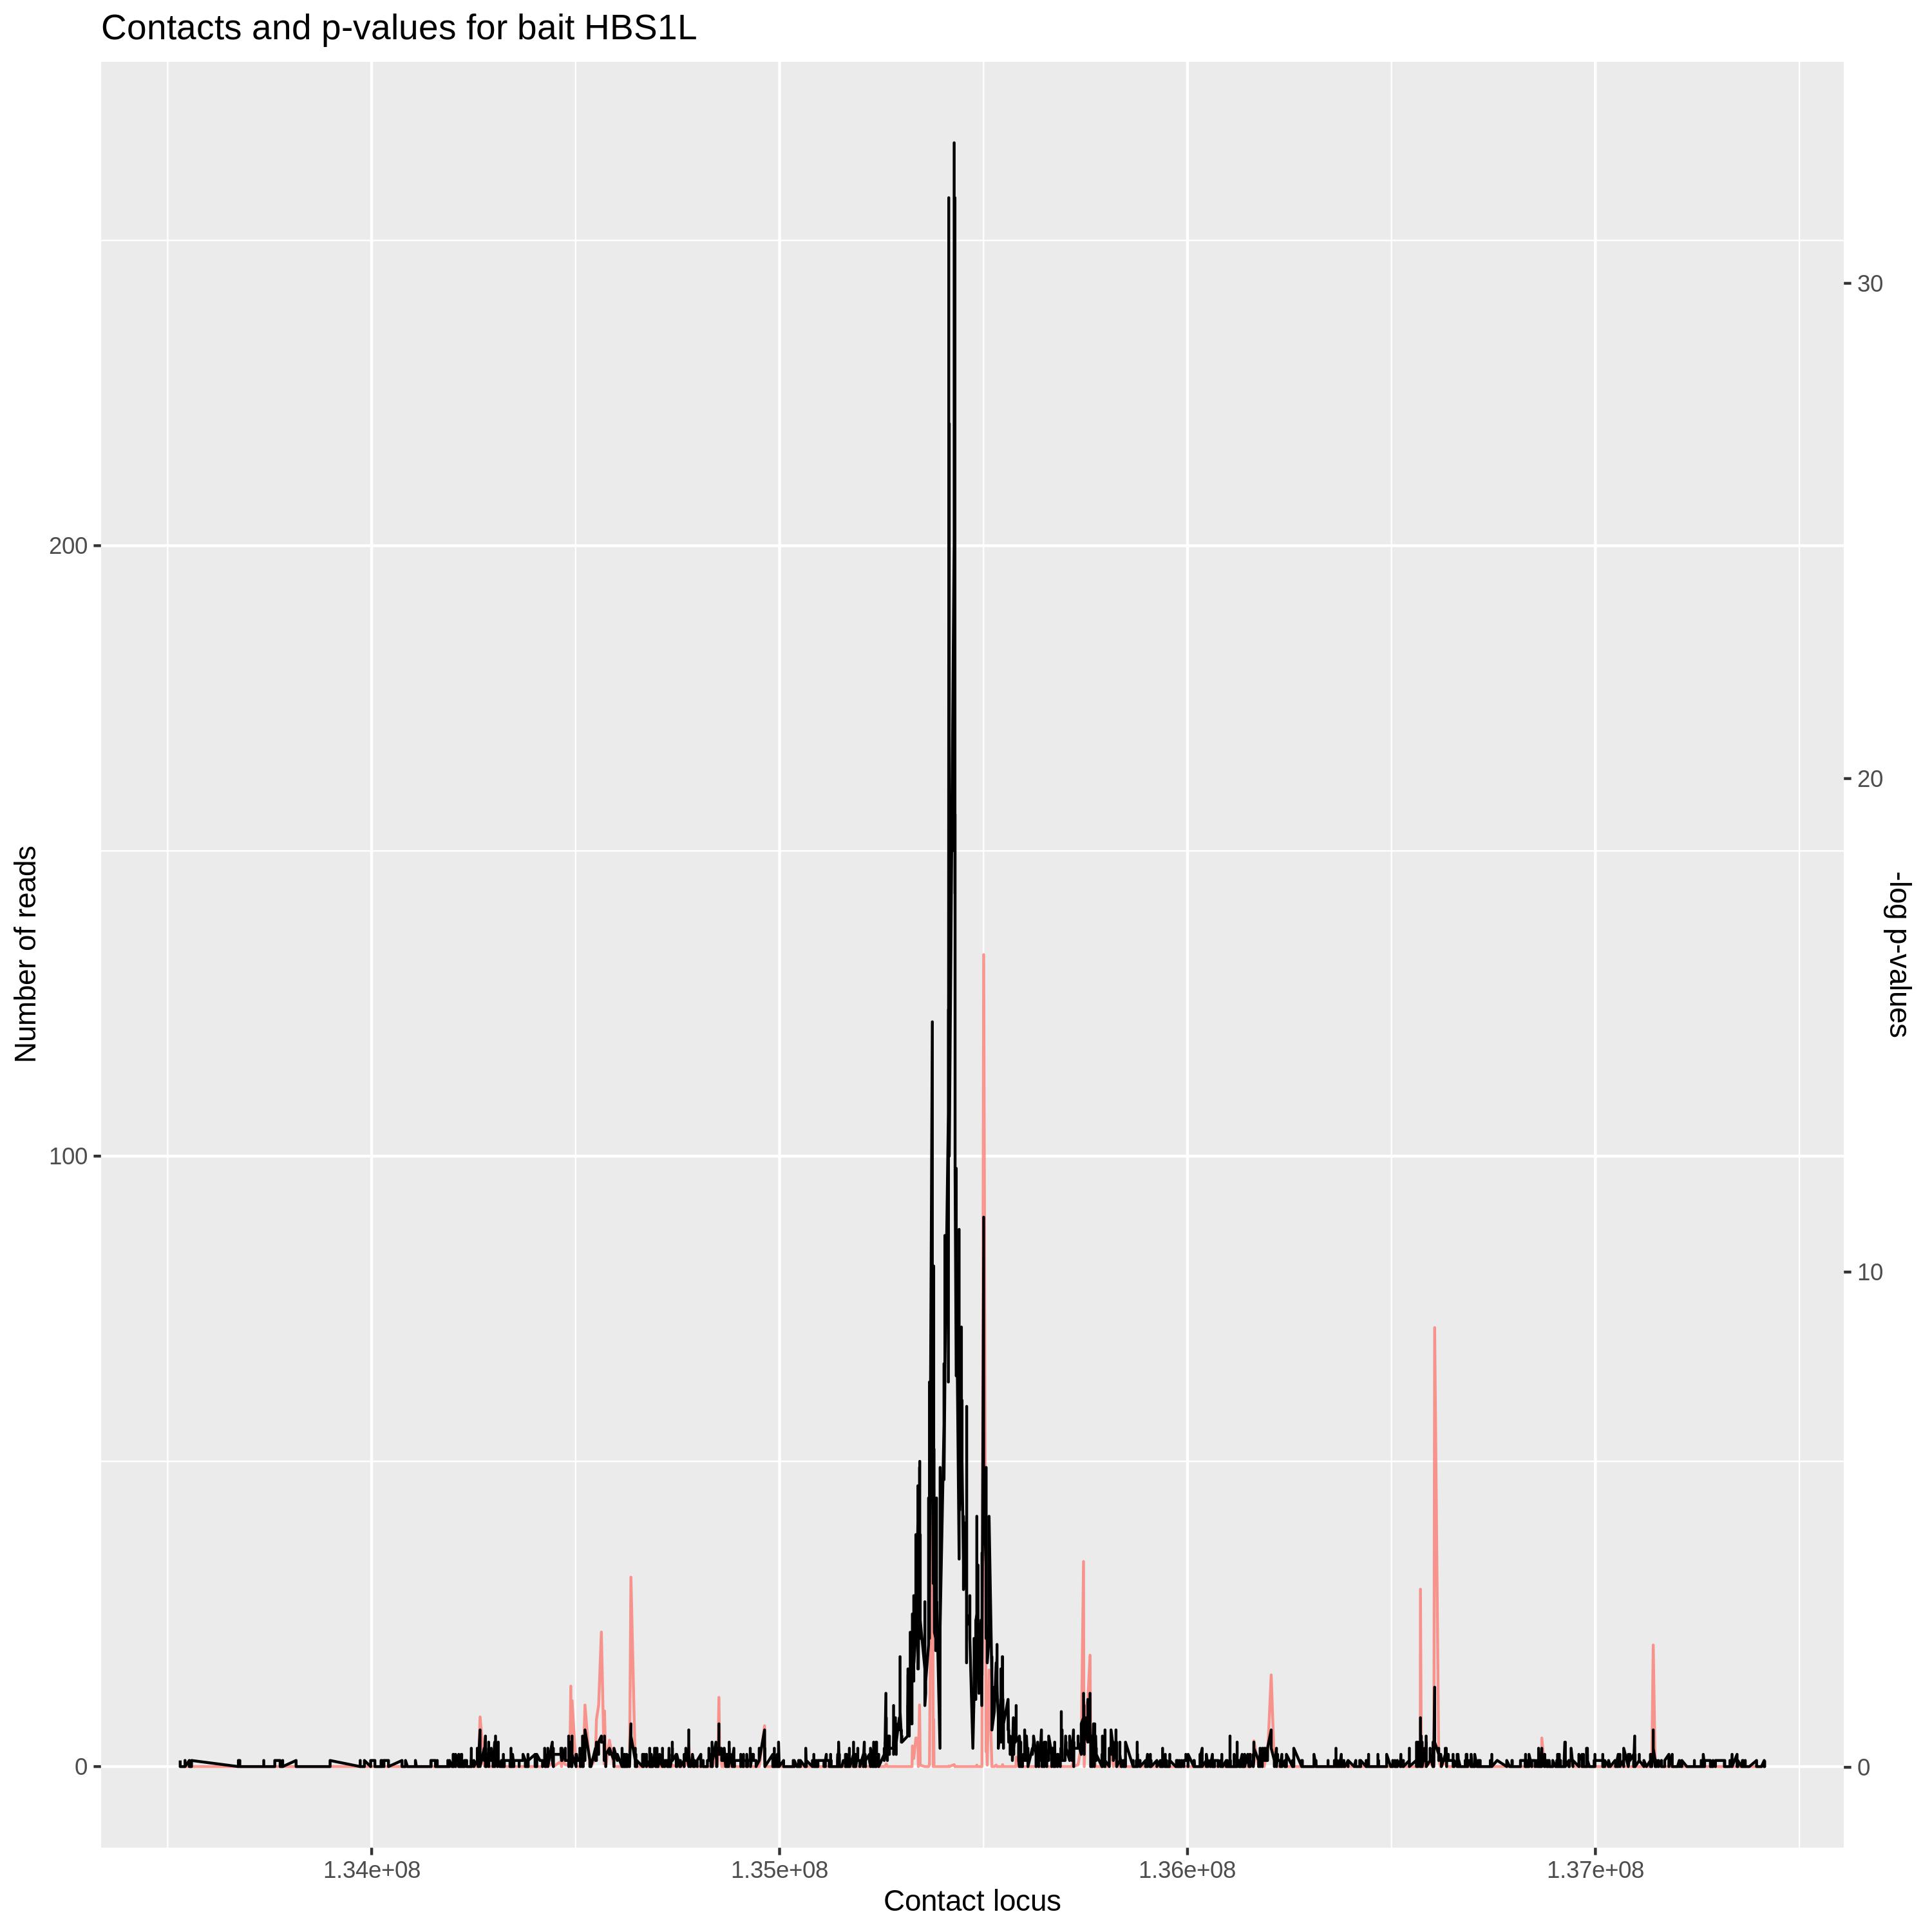 Contacts and p-values for bait HBS1L
Number of reads
200
100
0
30
20
10
0
-log p-values
1.34e+08
1.35e+08
1.36e+08
1.37e+08
Contact locus